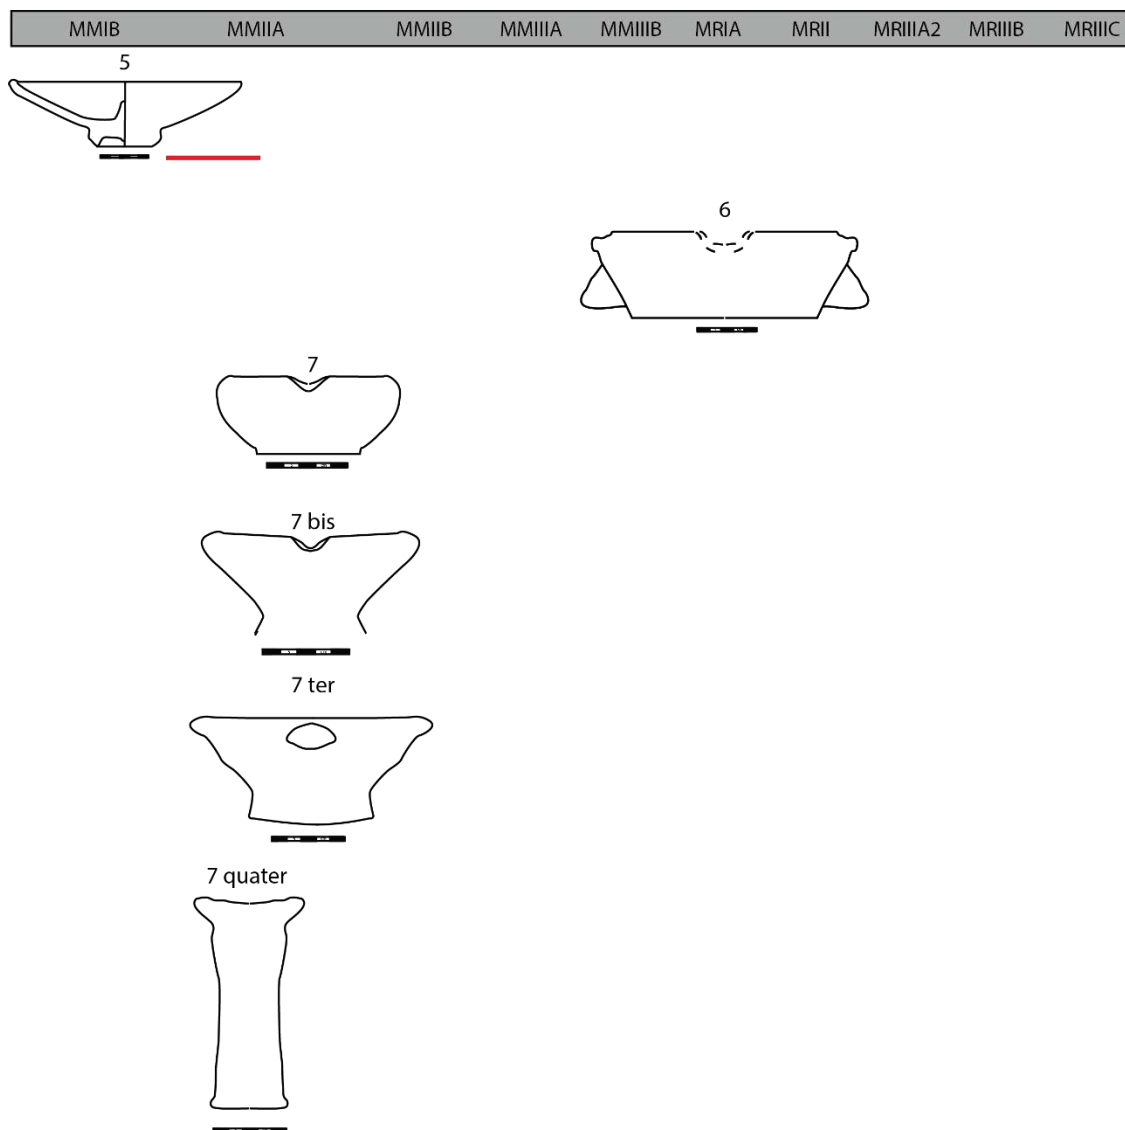 MMIB MMIIA MMIIB MMIIIA MMIIIB MRIA MRII MRIIIA2 MRIIIB MRIIIC
5
6
7
7 bis
7 ter
7 quater